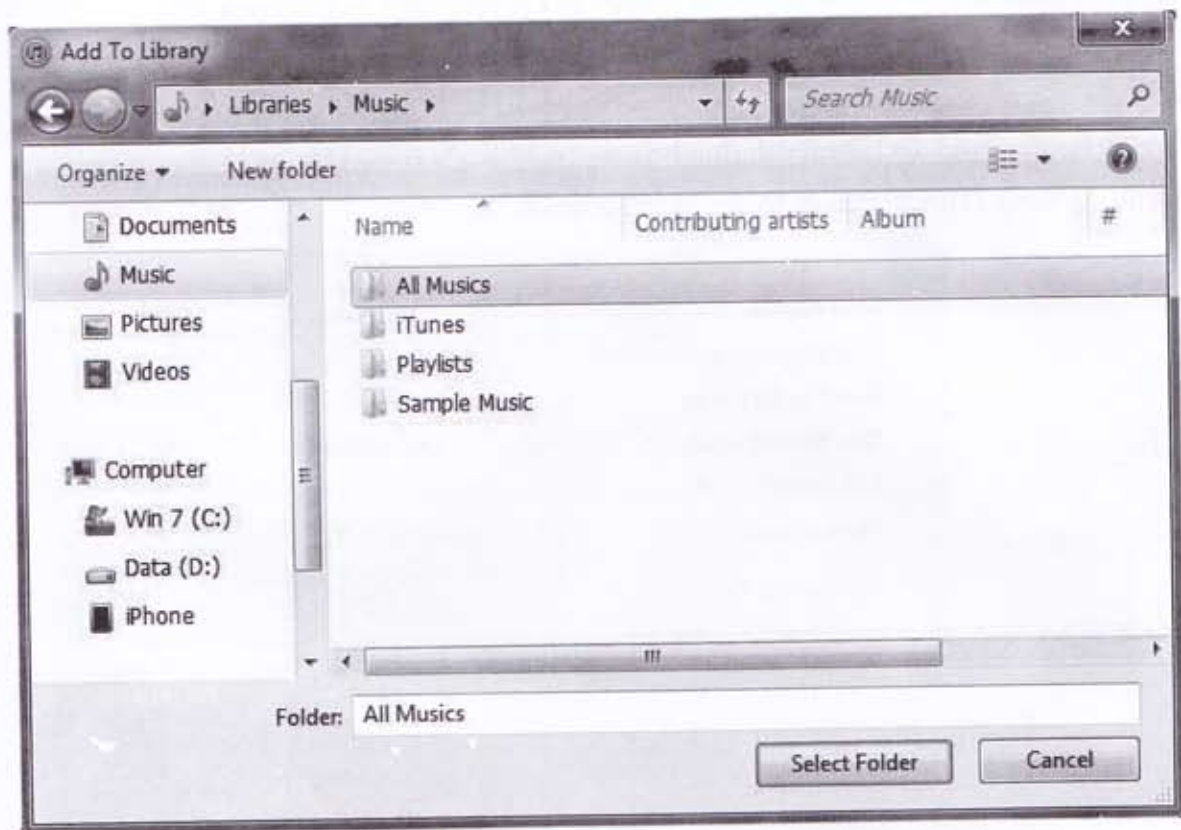 Add To Library
Libraries Music
Search Music
Organize New folder
Documents
Music
Pictures
Videos
Computer
Win 7 (C:)
Data (D:)
iPhone
Name Contributing artists Album #
All Musics
iTunes
Playlists
Sample Music
Folder: All Musics
Select Folder Cancel